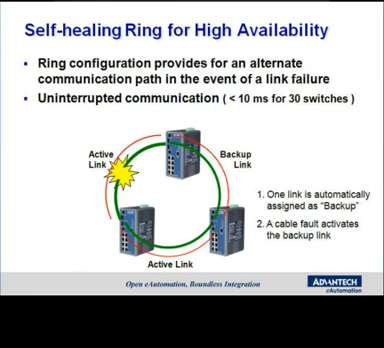 Self-healing Ring for High Availability
Ring configuration provides for an alternate
communication path in the event of a link failure
Uninterrupted communication ( < 10 ms for 30 switches )
Active
Link
Backup
Link
1. One link is automatically
assigned as "Backup"
2. A cable fault activates
the backup link
Active Link
Open eAutomation, Boundless Integration
ADVANTECH
eAutomation